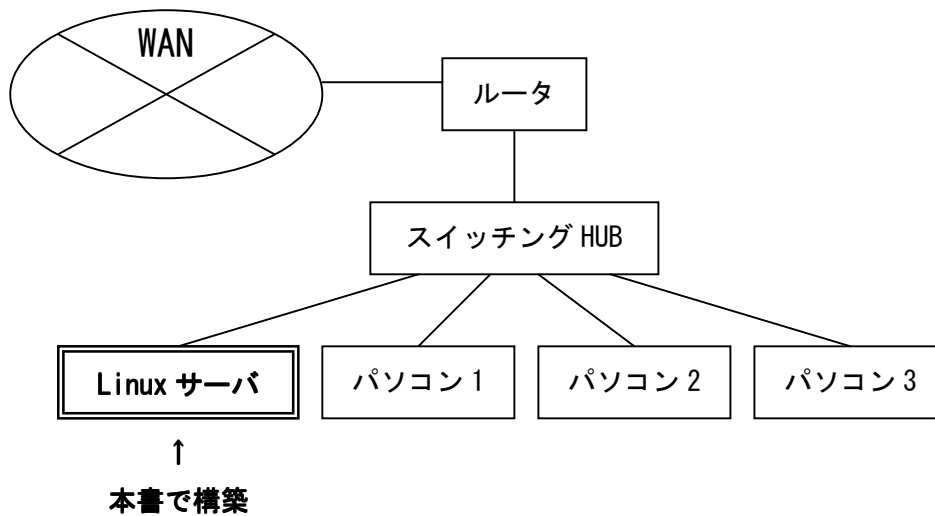 WAN
ルータ
スイッチング HUB
Linux サーバ
パソコン 1
パソコン 2
パソコン 3
↑
本書で構築